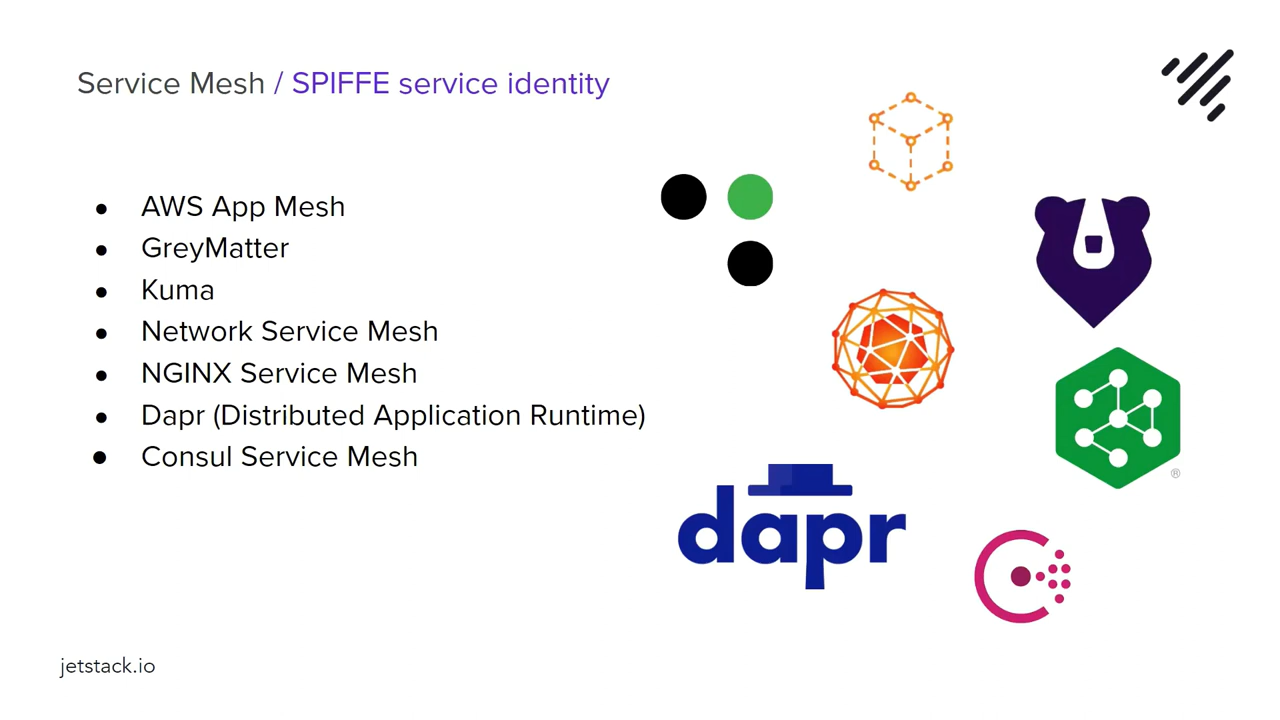 Service Mesh / SPIFFE service identity
AWS App Mesh
GreyMatter
Kuma
Network Service Mesh
NGINX Service Mesh
Dapr (Distributed Application Runtime)
Consul Service Mesh
®
dapr
jetstack.io